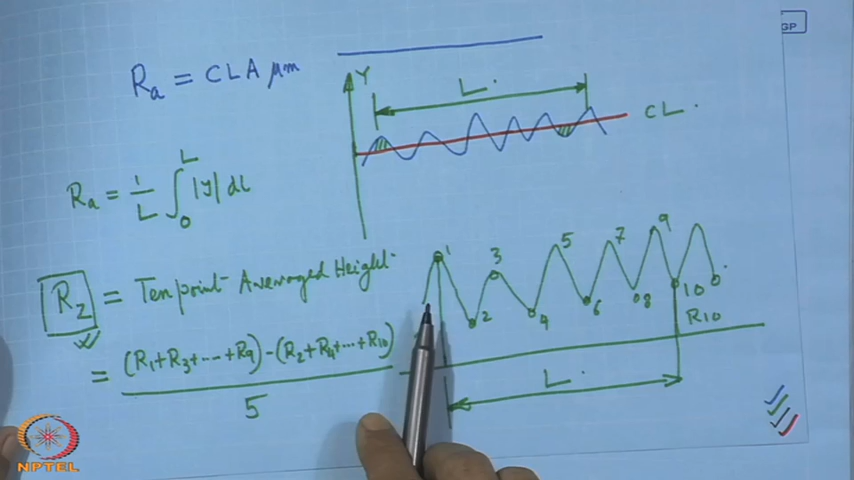 GP
Ra = CLA μm
Y
L
CL
Ra = 1/L ∫₀ᴸ |y| dL
Rz = Ten point Averaged Height
= (R1+R3+....+R9)-(R2+R4+...+R10) / 5
1 2 3 4 5 6 7 8 9 10
R10
L
NPTEL